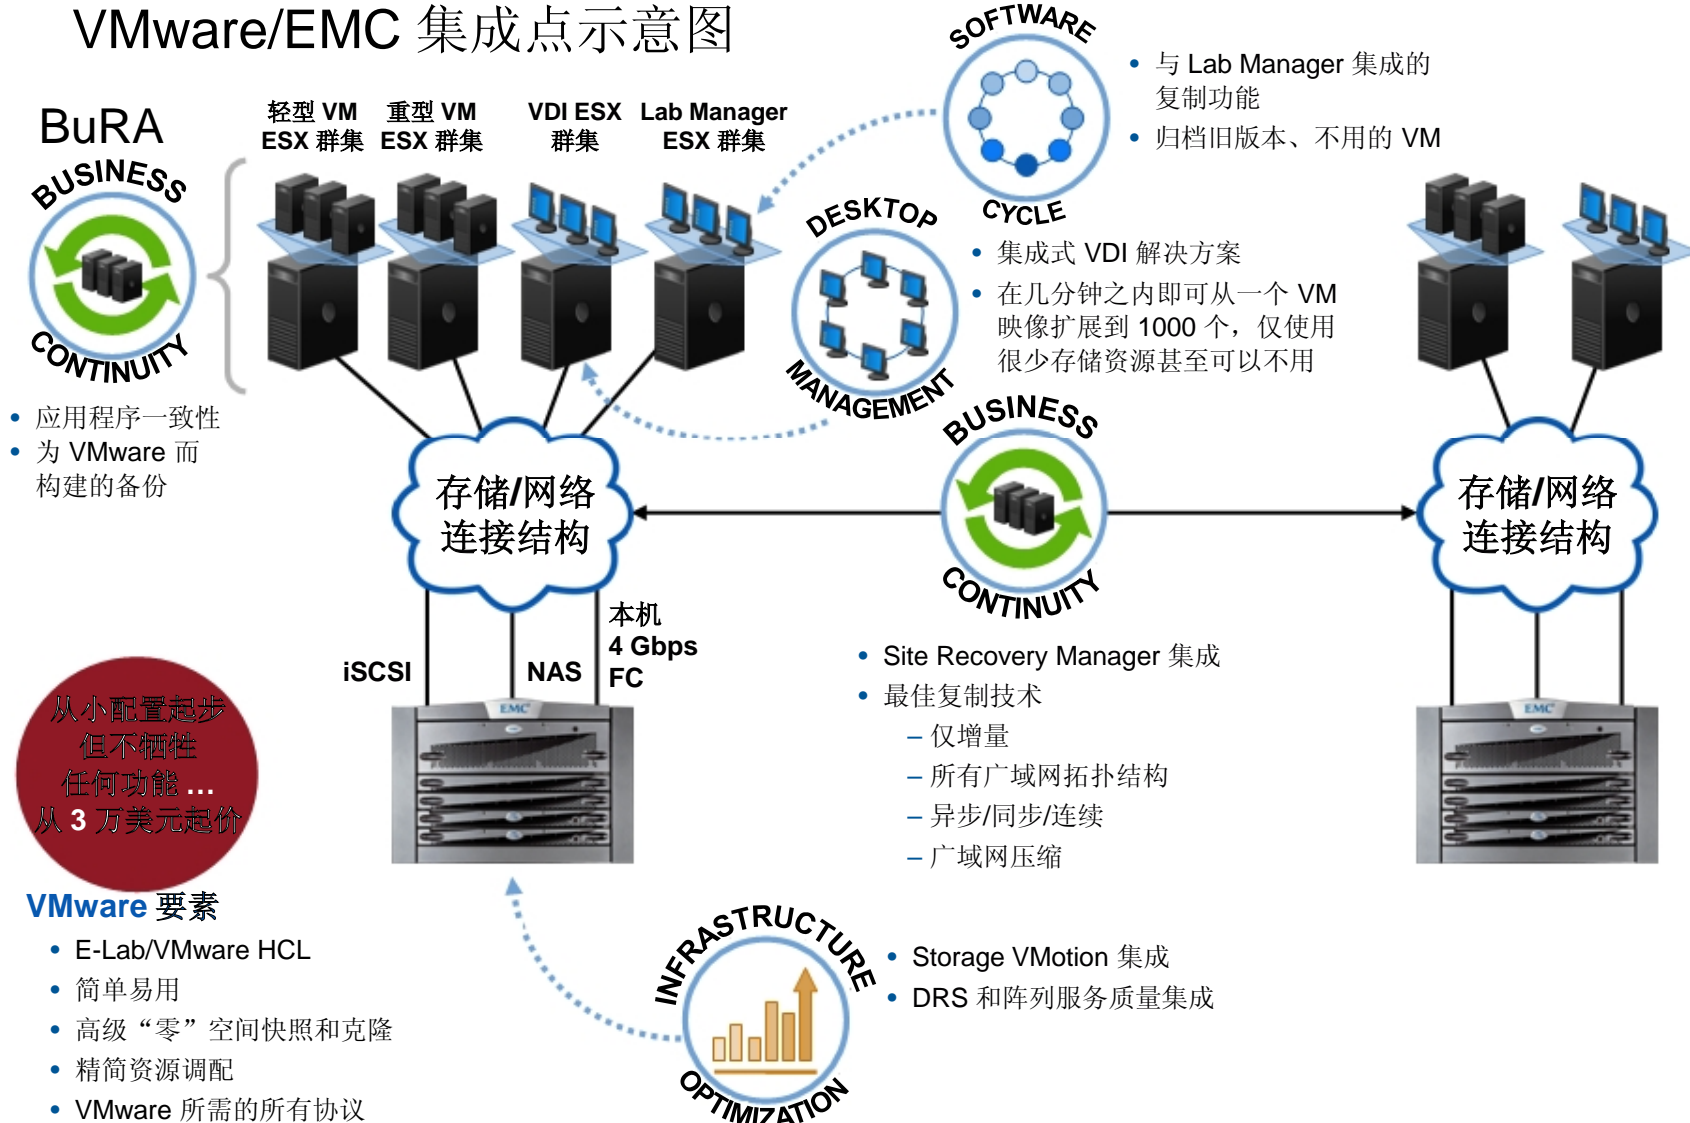 VMware/EMC 集成点示意图
SOFTWARE
CYCLE
• 与 Lab Manager 集成的
复制功能
• 归档旧版本、不用的 VM
BuRA
BUSINESS
CONTINUITY
• 应用程序一致性
• 为 VMware 而
构建的备份
轻型 VM
ESX 群集
重型 VM
ESX 群集
VDI ESX
群集
Lab Manager
ESX 群集
DESKTOP
MANAGEMENT
• 集成式 VDI 解决方案
• 在几分钟之内即可从一个 VM
映像扩展到 1000 个，仅使用
很少存储资源甚至可以不用
存储/网络
连接结构
BUSINESS
CONTINUITY
存储/网络
连接结构
iSCSI
NAS
本机
4 Gbps
FC
EMC
EMC
• Site Recovery Manager 集成
• 最佳复制技术
– 仅增量
– 所有广域网拓扑结构
– 异步/同步/连续
– 广域网压缩
从小配置起步
但不牺牲
任何功能 ...
从 3 万美元起价
VMware 要素
• E-Lab/VMware HCL
• 简单易用
• 高级“零”空间快照和克隆
• 精简资源调配
• VMware 所需的所有协议
INFRASTRUCTURE
OPTIMIZATION
• Storage VMotion 集成
• DRS 和阵列服务质量集成